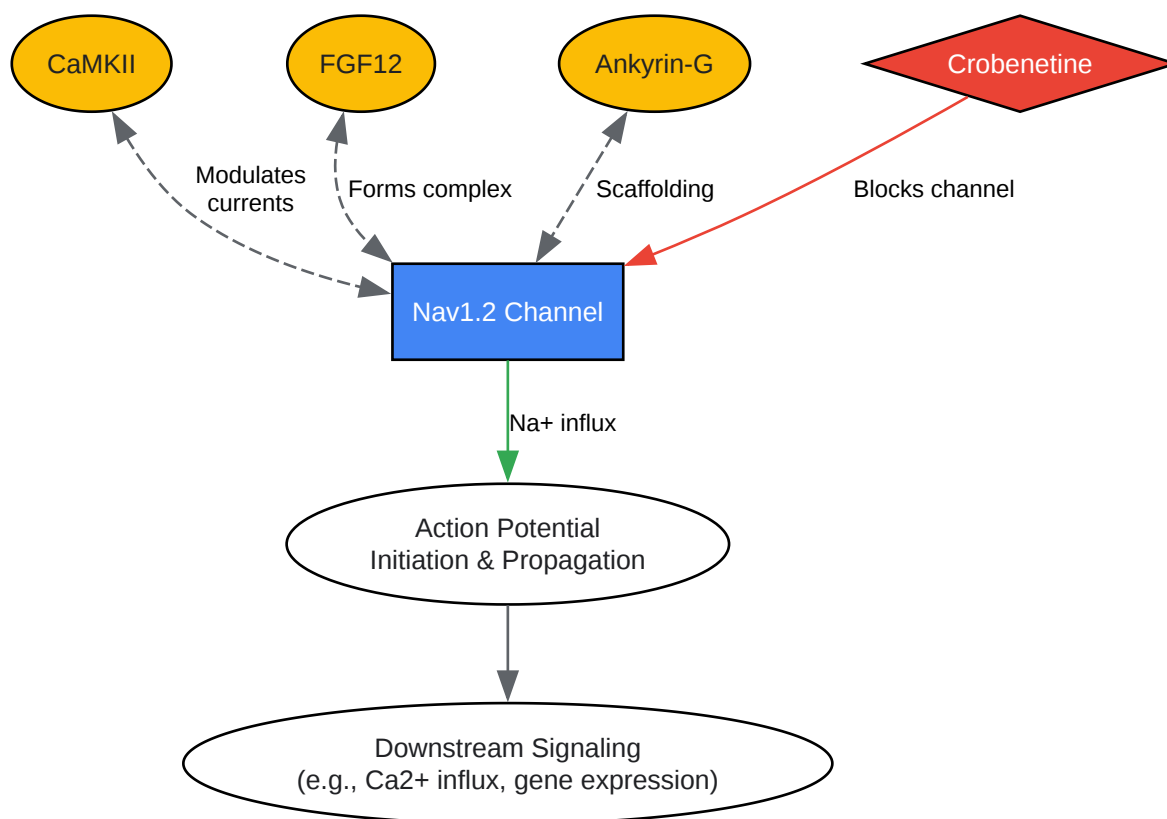 CaMKII
FGF12
Ankyrin-G
Crobenetine
Modulates
currents
Forms complex
Scaffolding
Blocks channel
Nav1.2 Channel
Na+ influx
Action Potential
Initiation & Propagation
Downstream Signaling
(e.g., Ca2+ influx, gene expression)